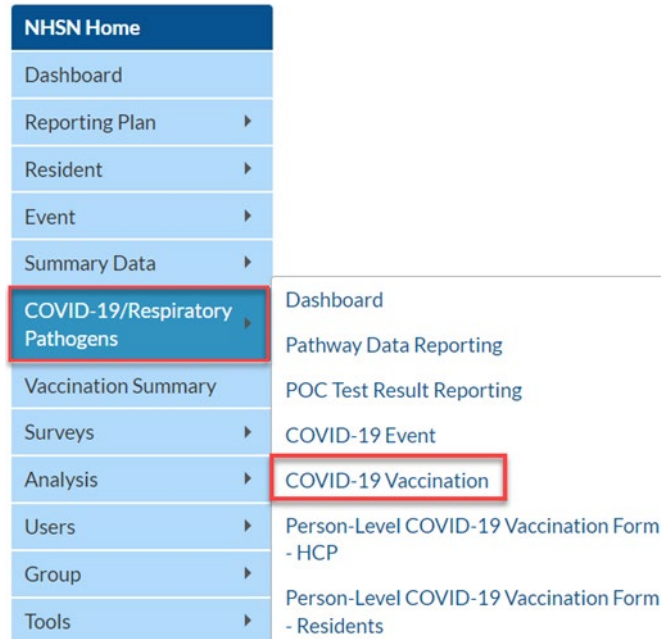 NHSN Home
Dashboard
Reporting Plan
Resident
Event
Summary Data
COVID-19/Respiratory
Pathogens
Vaccination Summary
Surveys
Analysis
Users
Group
Tools
Dashboard
Pathway Data Reporting
POC Test Result Reporting
COVID-19 Event
COVID-19 Vaccination
Person-Level COVID-19 Vaccination Form
- HCP
Person-Level COVID-19 Vaccination Form
- Residents